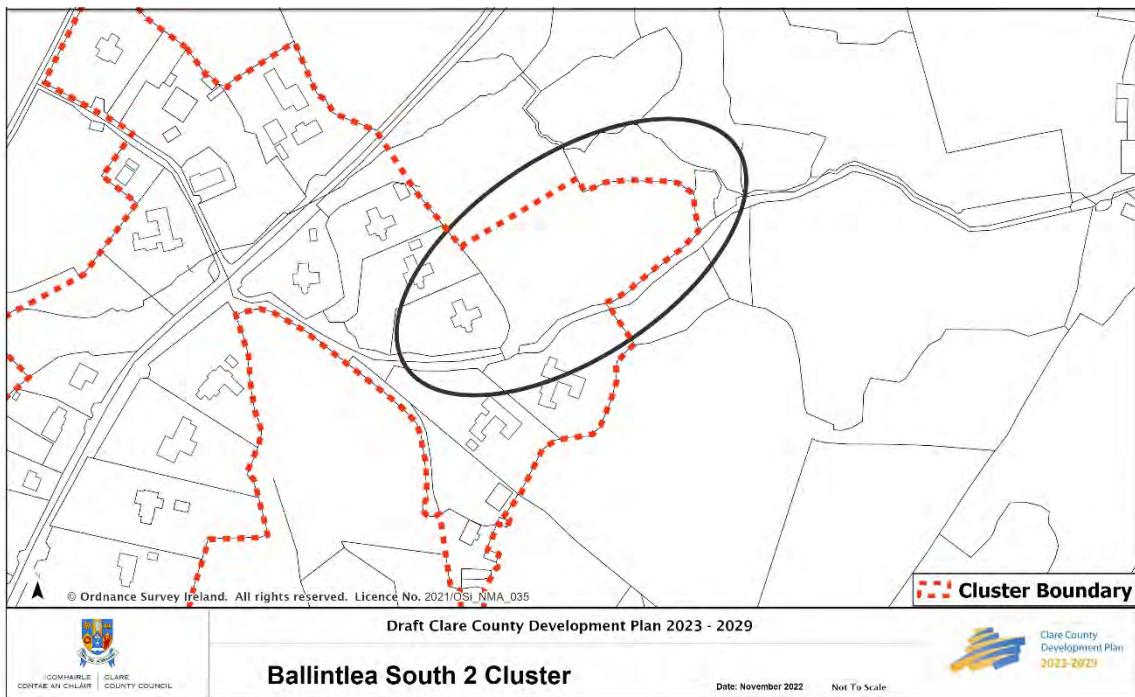 © Ordnance Survey Ireland. All rights reserved. Licence No. 2021/OSi_NMA_035
Cluster Boundary
COMHAIRLE
CONTAE AN CHLÁIR
CLARE
COUNTY COUNCIL
Draft Clare County Development Plan 2023 - 2029
Ballintlea South 2 Cluster
Date: November 2022
Not To Scale
Clare County
Development Plan
2023-2029